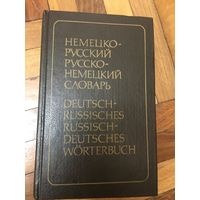 НЕМЕЦКО-
РУССКИЙ
РУССКО-
НЕМЕЦКИЙ
СЛОВАРЬ
DEUTSCH-
RUSSISCHES
RUSSISCH-
DEUTSCHES
WÖRTERBUCH